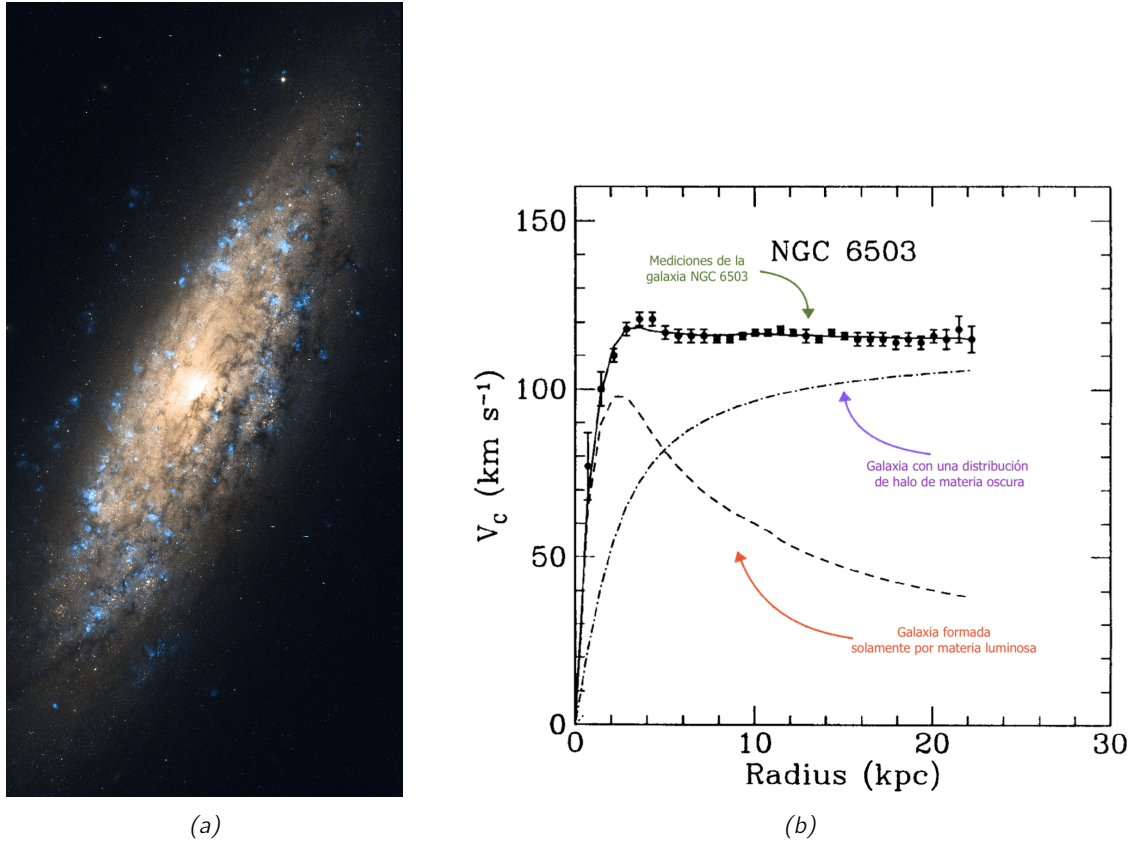 150
100
50
0
V_C (km s⁻¹)
NGC 6503
Mediciones de la
galaxia NGC 6503
Galaxia con una distribución
de halo de materia oscura
Galaxia formada
solamente por materia luminosa
0 10 20 30
Radius (kpc)
(a) (b)